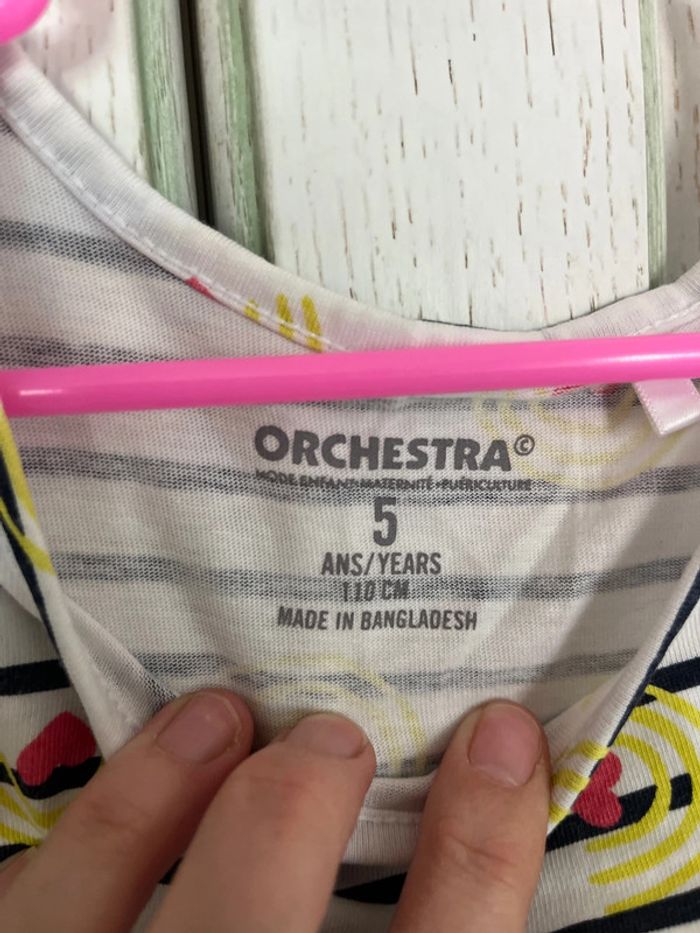 ORCHESTRA©
MODE ENFANT-MATERNITÉ-PUÉRICULTURE
5
ANS/YEARS
110 CM
MADE IN BANGLADESH